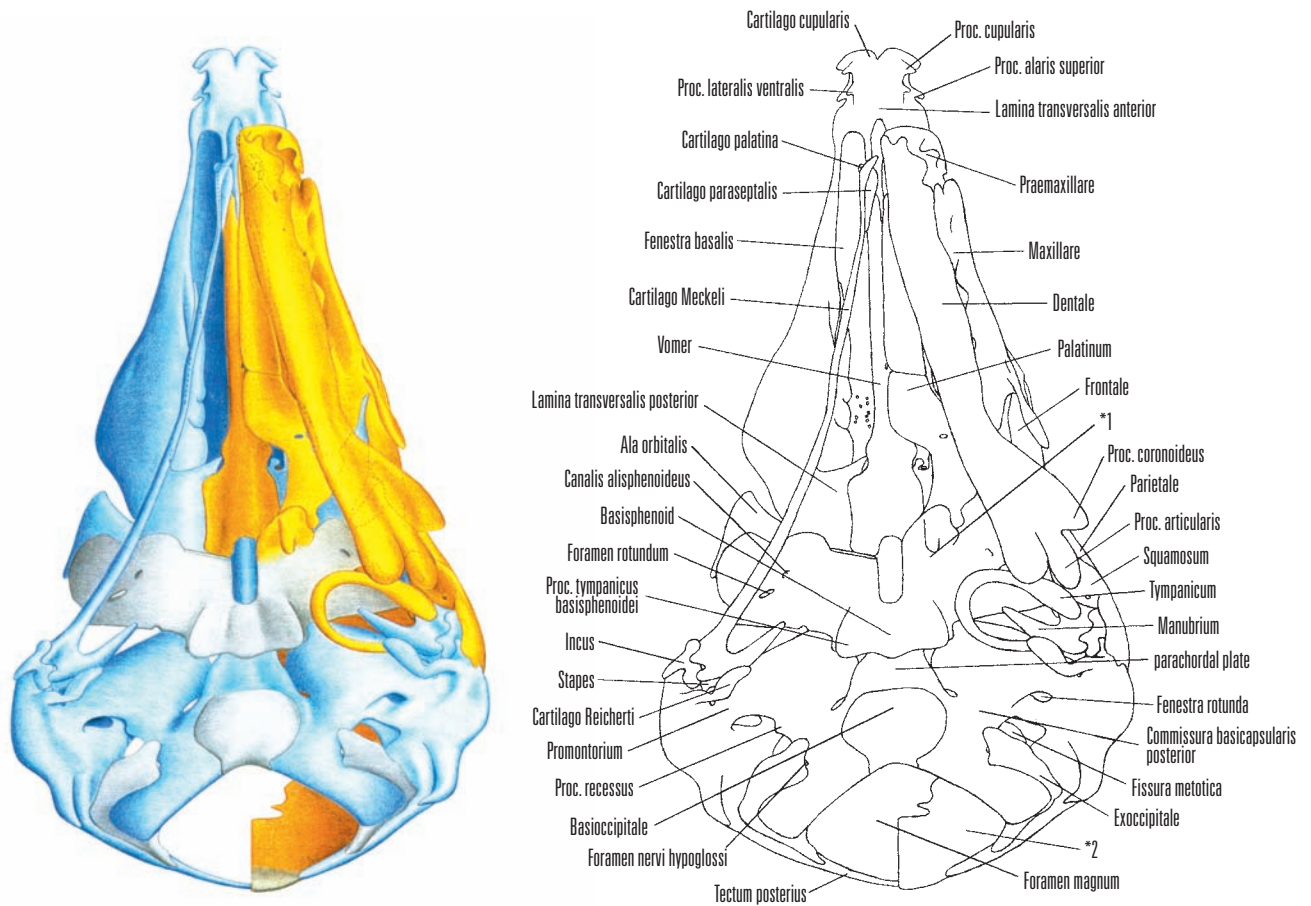 Cartilago cupularis
Proc. cupularis
Proc. alaris superior
Proc. lateralis ventralis
Lamina transversalis anterior
Cartilago palatina
Praemaxillare
Cartilago paraseptalis
Fenestra basalis
Maxillare
Cartilago Meckeli
Dentale
Vomer
Palatinum
Frontale
Lamina transversalis posterior
*1
Ala orbitalis
Proc. coronoideus
Canalis alisphenoideus
Parietale
Basisphenoid
Proc. articularis
Foramen rotundum
Squamosum
Proc. tympanicus
basisphenoidei
Tympanicum
Incus
Manubrium
Stapes
parachordal plate
Cartilago Reicherti
Fenestra rotunda
Promontorium
Commissura basicapsularis
posterior
Proc. recessus
Fissura metotica
Basioccipitale
Exoccipitale
Foramen nervi hypoglossi
*2
Tectum posterius
Foramen magnum